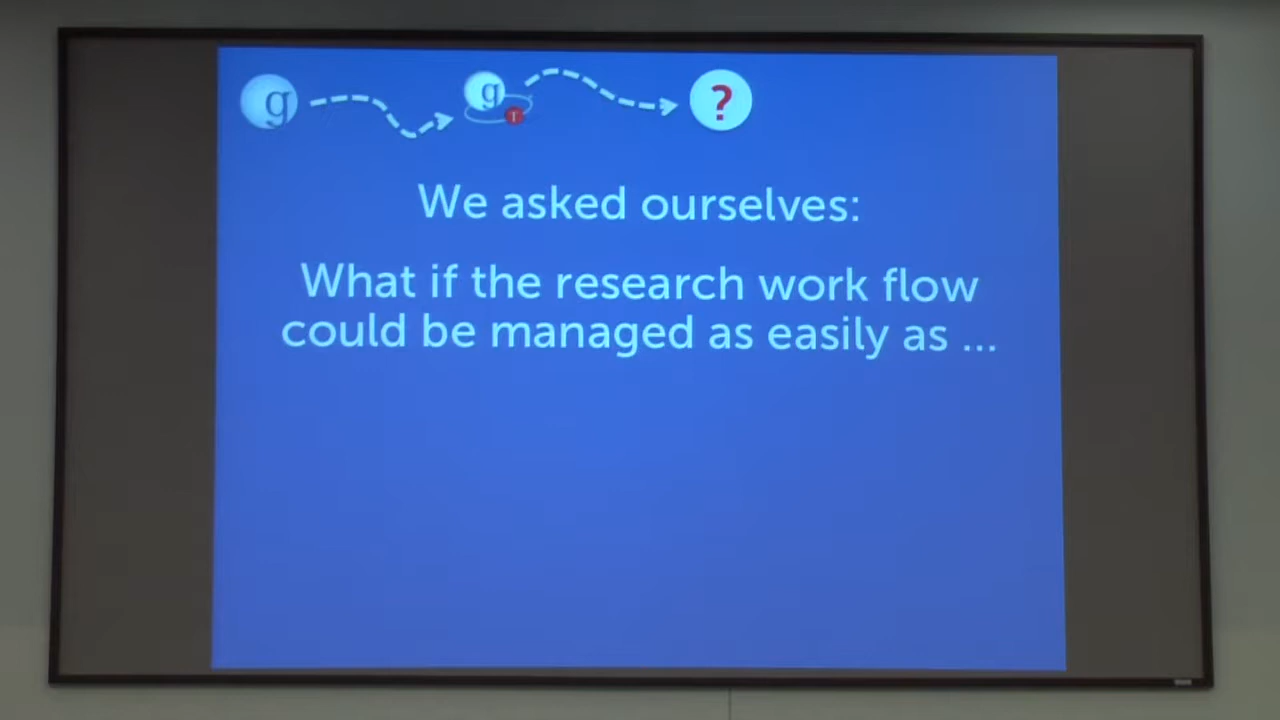 g g T ?
We asked ourselves:
What if the research work flow
could be managed as easily as ...